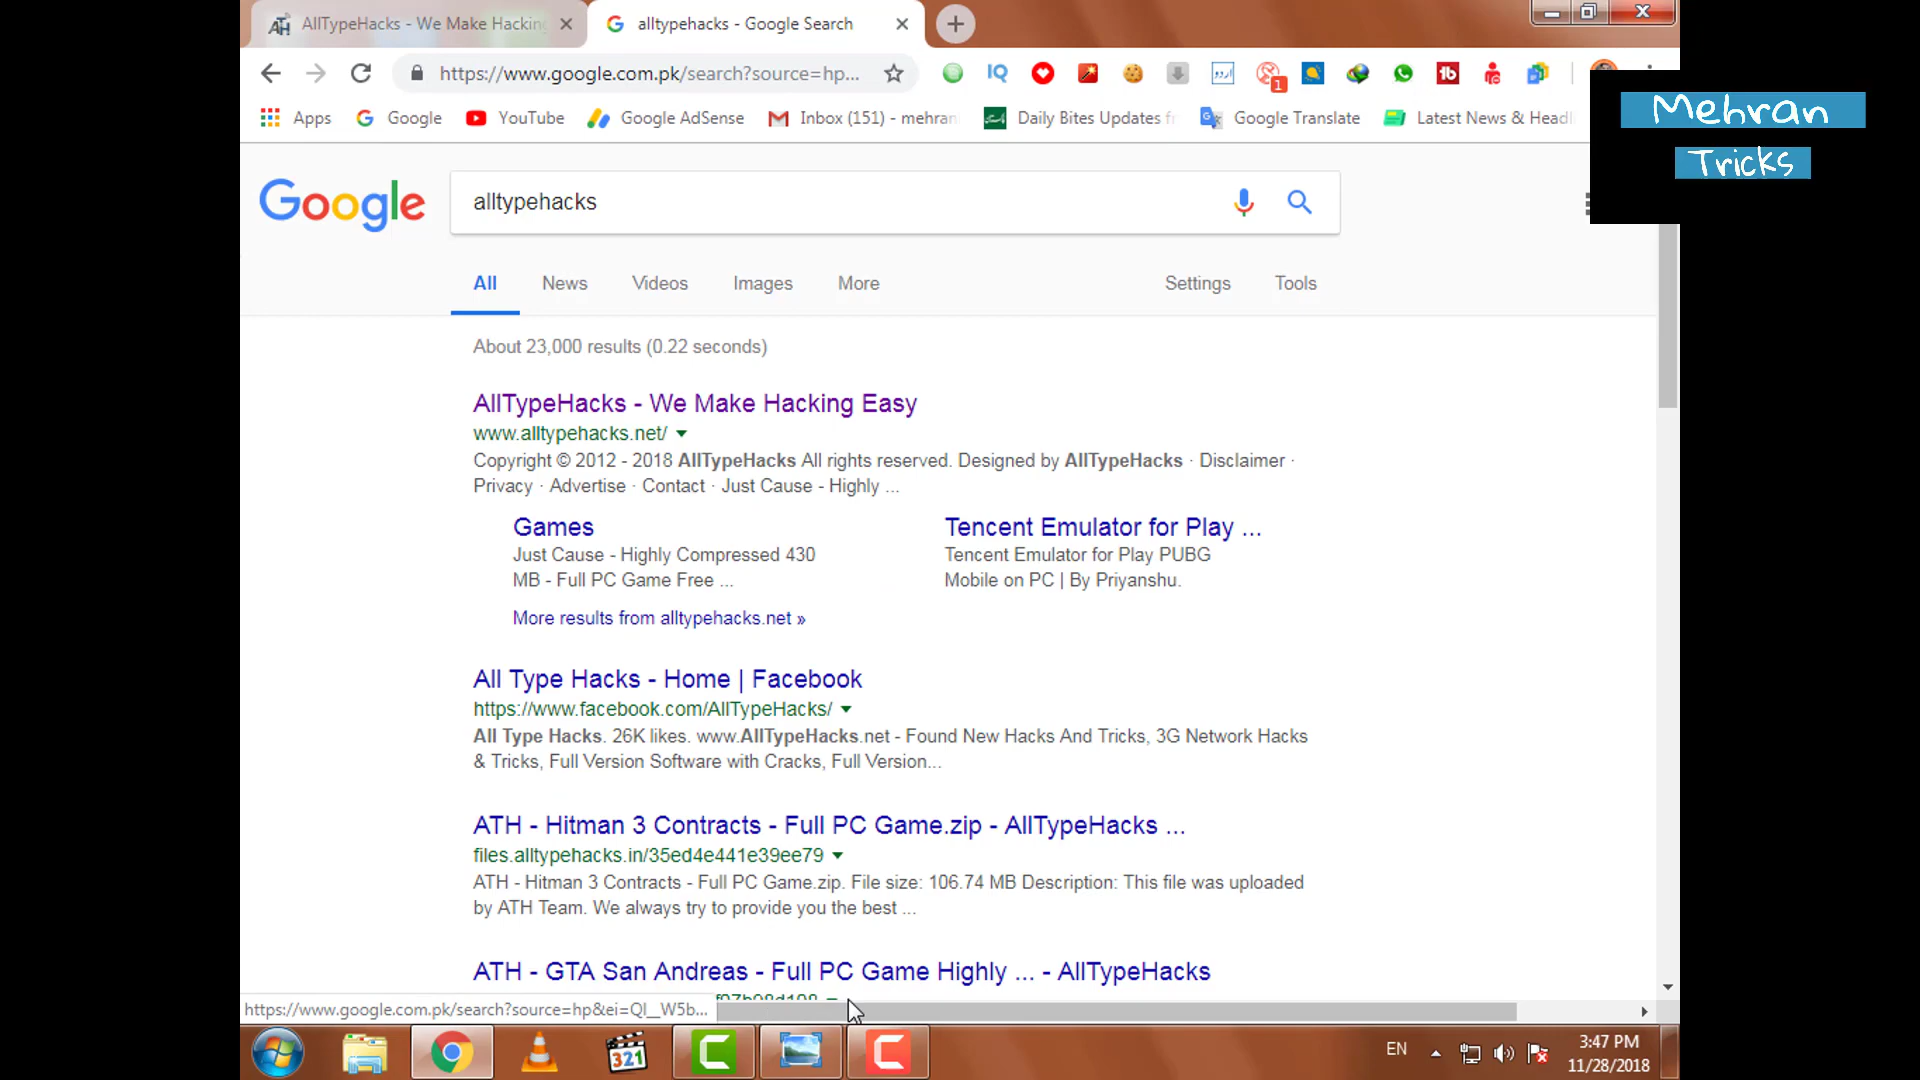 AllTypeHacks - We Make Hacking
alltypehacks - Google Search
https://www.google.com.pk/search?source=hp...
IQ
1
Apps
Google
YouTube
Google AdSense
Inbox (151) - mehran
Daily Bites Updates
Google Translate
Latest News & Headl
Mehran
Tricks
Google
alltypehacks
All
News
Videos
Images
More
Settings
Tools
About 23,000 results (0.22 seconds)
AllTypeHacks - We Make Hacking Easy
www.alltypehacks.net/
Copyright © 2012 - 2018 AllTypeHacks All rights reserved. Designed by AllTypeHacks · Disclaimer ·
Privacy · Advertise · Contact · Just Cause - Highly ...
Games
Just Cause - Highly Compressed 430
MB - Full PC Game Free ...
Tencent Emulator for Play ...
Tencent Emulator for Play PUBG
Mobile on PC | By Priyanshu.
More results from alltypehacks.net »
All Type Hacks - Home | Facebook
https://www.facebook.com/AllTypeHacks/
All Type Hacks. 26K likes. www.AllTypeHacks.net - Found New Hacks And Tricks, 3G Network Hacks
& Tricks, Full Version Software with Cracks, Full Version...
ATH - Hitman 3 Contracts - Full PC Game.zip - AllTypeHacks ...
files.alltypehacks.in/35ed4e441e39ee79
ATH - Hitman 3 Contracts - Full PC Game.zip. File size: 106.74 MB Description: This file was uploaded
by ATH Team. We always try to provide you the best ...
ATH - GTA San Andreas - Full PC Game Highly ... - AllTypeHacks
https://www.google.com.pk/search?source=hp&ei=QI_W5b...
321
EN
3:47 PM
11/28/2018